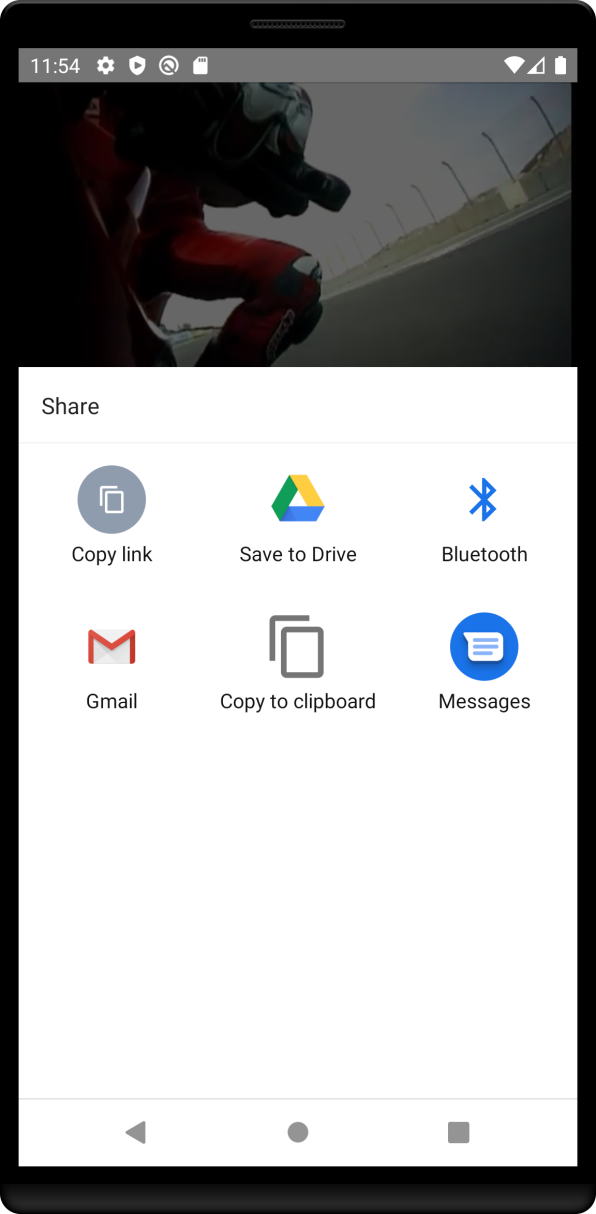 11:54
Share
Copy link
Save to Drive
Bluetooth
Gmail
Copy to clipboard
Messages